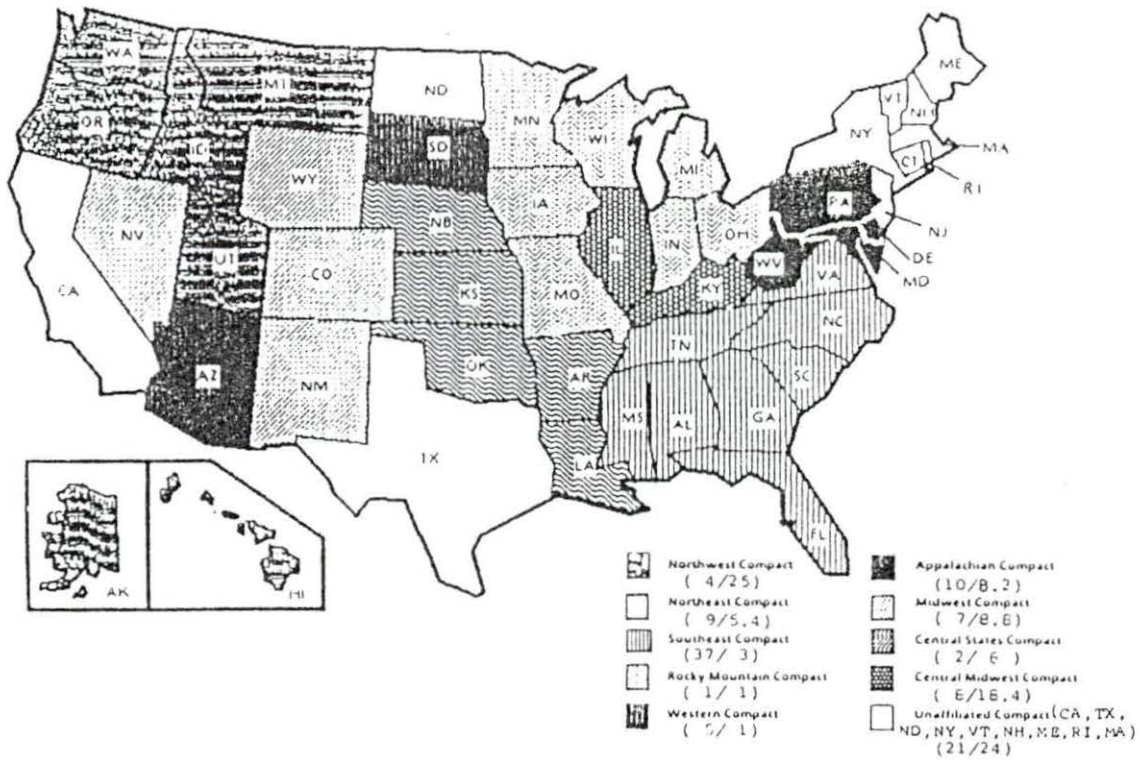 WA
MT
ND
MN
ME
VT
NH
OR
ID
SD
WI
NY
MA
WY
MI
CT
RI
NB
IA
PA
NV
UT
IL
IN
OH
NJ
DE
WV
MD
CO
KS
MO
KY
VA
CA
NC
TN
AZ
NM
OK
AR
SC
MS
AL
GA
TX
LA
FL
AK
HI
Northwest Compact
( 4/25)
Northeast Compact
( 9/5.4)
Southeast Compact
(37/ 3)
Rocky Mountain Compact
( 1/ 1)
Western Compact
( 5/ 1)
Appalachian Compact
(10/8.2)
Midwest Compact
( 7/8.8)
Central States Compact
( 2/ 6 )
Central Midwest Compact
Unaffiliated Compact(CA,TX,
ND,NY,VT,NH,ME,RI,MA)
(21/24)